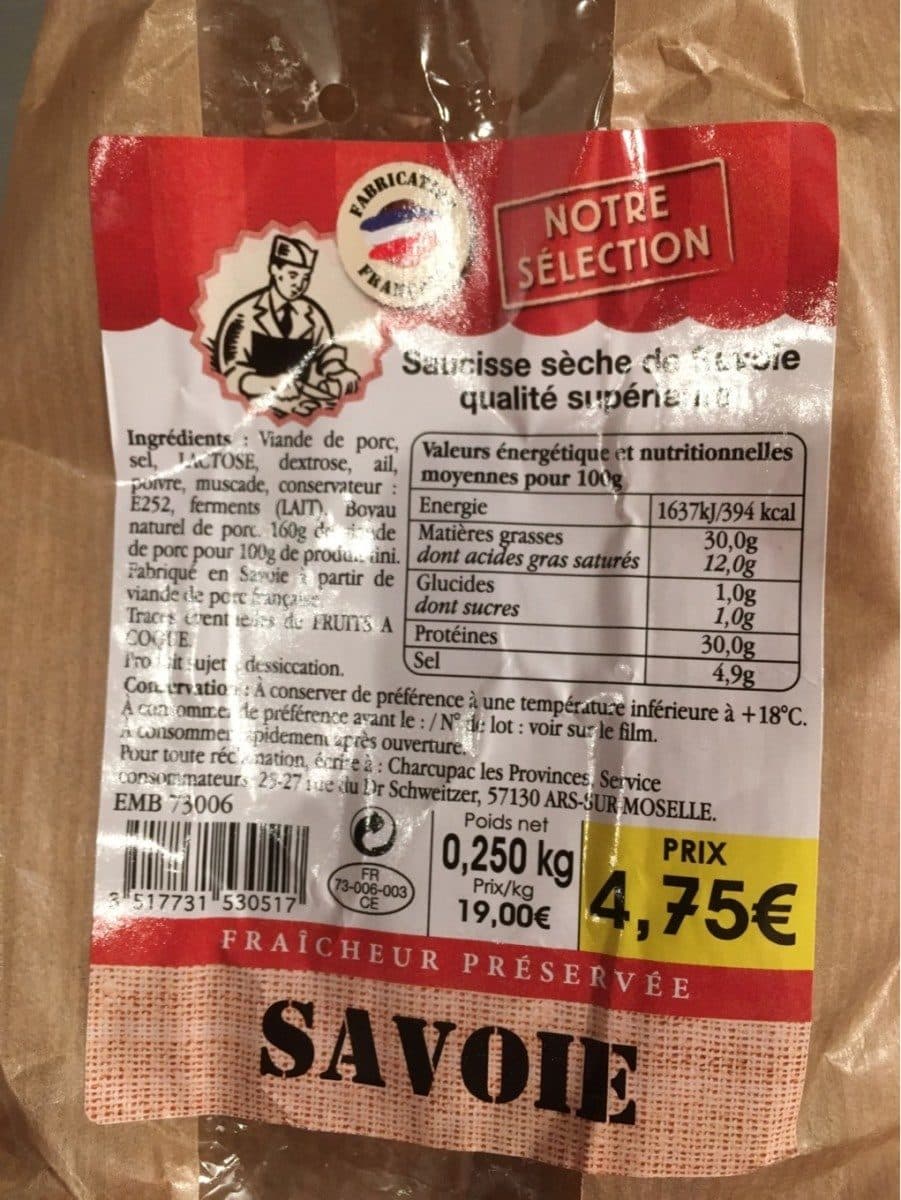 FABRICAT
FRANÇ
NOTRE
SÉLECTION
Saucisse sèche de
qualité
Ingrédients : Viande de porc,
sel, LACTOSE, dextrose, ail,
poivre, muscade, conservateur :
E252, ferments (LAIT). Boyau
naturel de porc. 160g de
de porc pour 100g de produit fini.
Fabriqué en Savoie à partir de
viande de porc française
Traces éventuelles de FRUITS A
COQUE.
Produit sujet à dessiccation.
Conservation : À conserver de préférence à une température inférieure à +18°C.
À consommer de préférence avant le : / N° de lot : voir sur le film.
À consommer rapidement après ouverture.
Pour toute réclamation, écrire à : Charcupac les Provinces, Service
consommateurs 25-27 rue du Dr Schweitzer, 57130 ARS-SUR-MOSELLE.
EMB 73006
Valeurs énergétique et nutritionnelles
moyennes pour 100g
Energie 1637kJ/394 kcal
Matières grasses 30,0g
dont acides gras saturés 12,0g
Glucides 1,0g
dont sucres 1,0g
Protéines 30,0g
Sel 4,9g
3 517731 530517
FR
73-006-003
CE
Poids net
0,250 kg
Prix/kg
19,00€
PRIX
4,75€
FRAÎCHEUR PRÉSERVÉE
SAVOIE